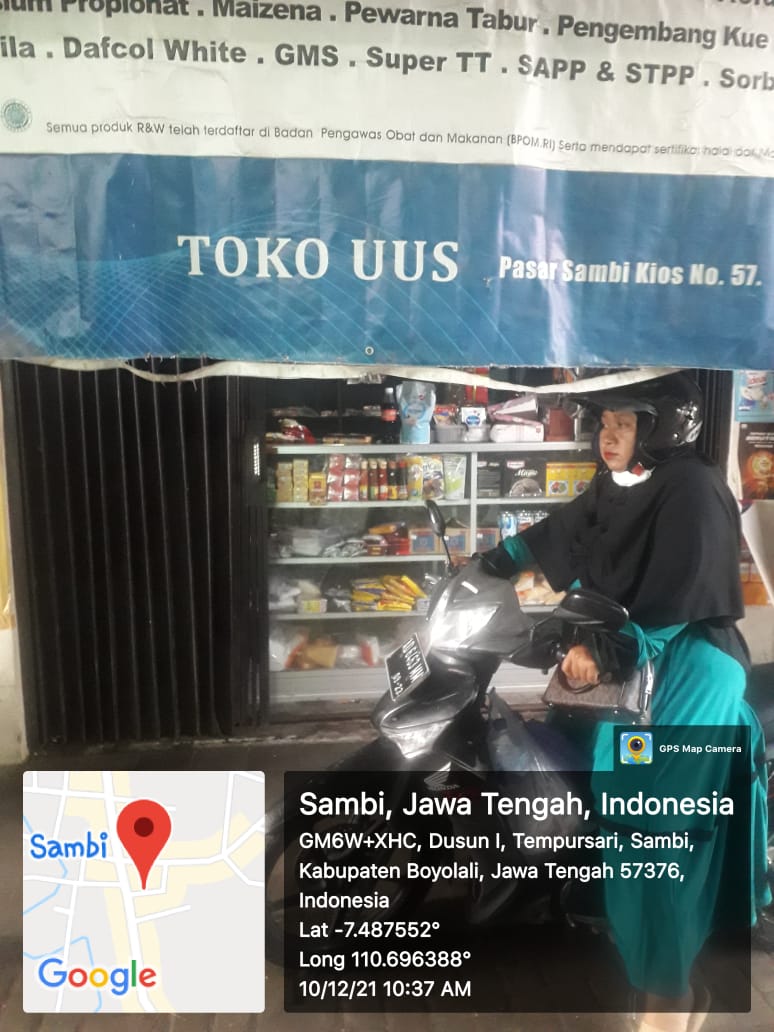 Propionat . Maizena . Pewarna Tabur . Pengembang Kue
. Dafcol White . GMS . Super TT . SAPP & STPP .
Semua produk R&W telah terdaftar di Badan Pengawas Obat dan Makanan (BPOM.RI) Serta mendapat sertifikat halal dari
TOKO UUS
Pasar Sambi Kios No. 57.
HONDA
GPS Map Camera
Sambi, Jawa Tengah, Indonesia
GM6W+XHC, Dusun I, Tempursari, Sambi,
Kabupaten Boyolali, Jawa Tengah 57376,
Indonesia
Lat -7.487552°
Long 110.696388°
10/12/21 10:37 AM
Sambi
Google